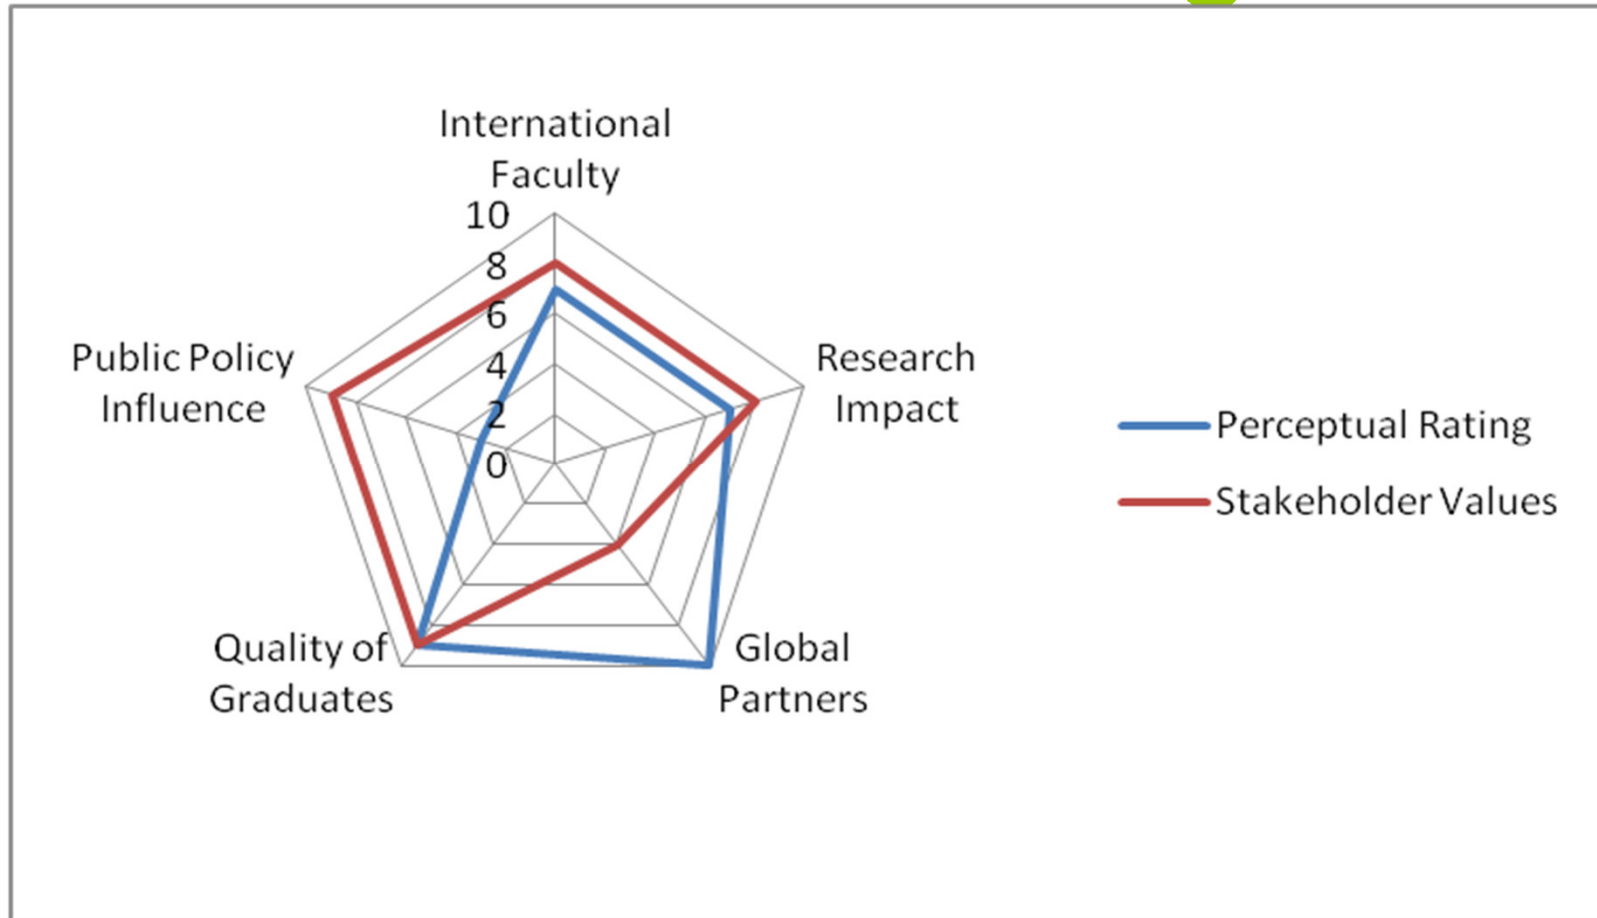 International
Faculty
10
8
6
4
2
0
Public Policy
Influence
Research
Impact
Quality of
Graduates
Global
Partners
Perceptual Rating
Stakeholder Values